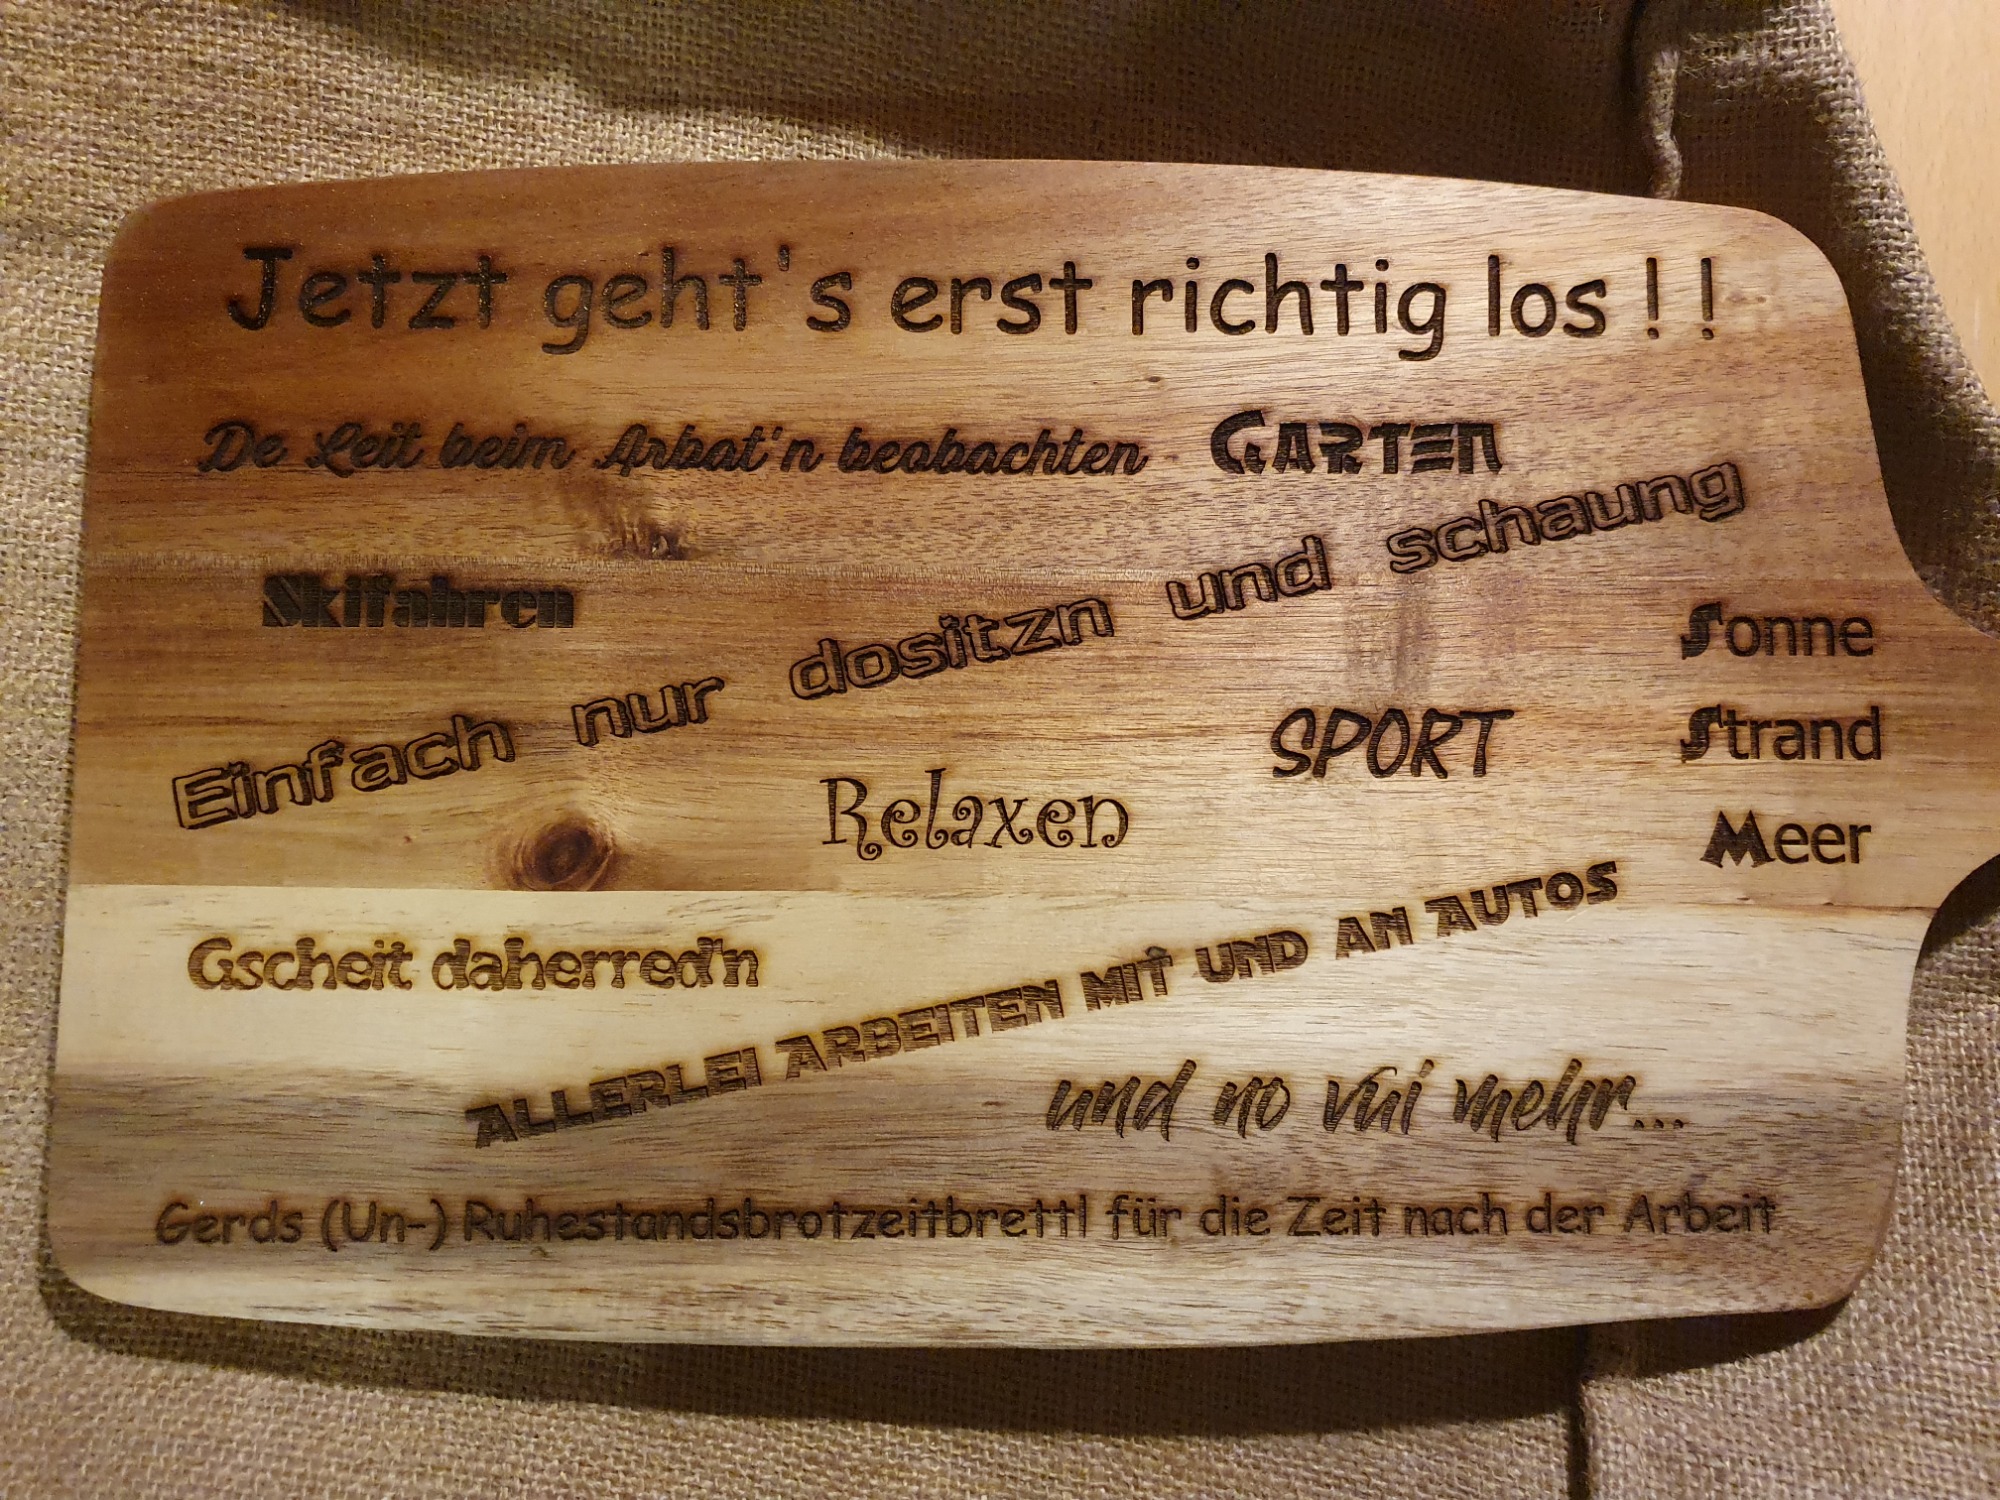 Jetzt geht's erst richtig los !!
De Leit beim Arbat'n beobachten
GARTEN
Skifahren
Einfach nur dositzn und schaung
Sonne
Strand
Meer
SPORT
Relaxen
Gscheit daherred'n
ALLERLEI ARBEITEN MIT UND AN AUTOS
und no vui mehr...
Gerds (Un-) Ruhestandsbrotzeitbrettl für die Zeit nach der Arbeit